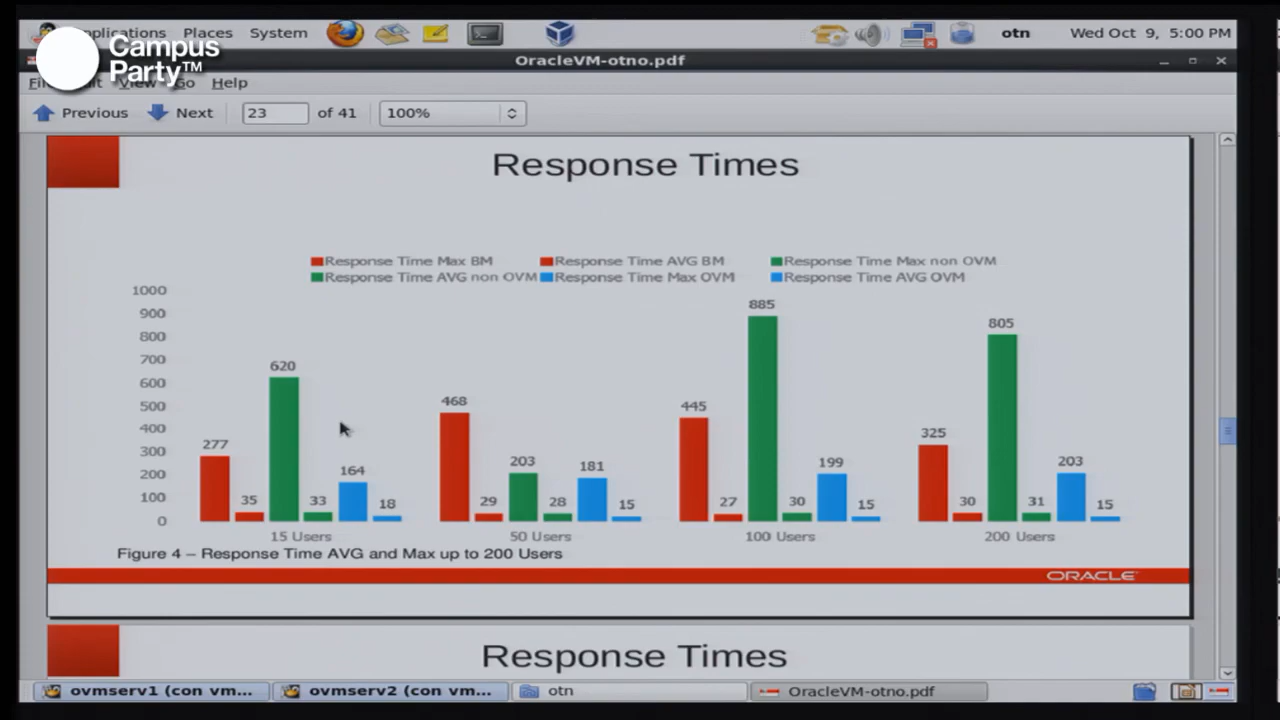 Applications Places System otn Wed Oct 9, 5:00 PM
Campus
Party™
OracleVM-otno.pdf
File Edit View Go Help
Previous Next 23 of 41 100%
Response Times
Response Time Max BM Response Time AVG BM Response Time Max non OVM
Response Time AVG non OVM Response Time Max OVM Response Time AVG OVM
1000
900
800
700
600
500
400
300
200
100
0
277 35 620 33 164 18
468 29 203 28 181 15
445 27 885 30 199 15
325 30 805 31 203 15
15 Users 50 Users 100 Users 200 Users
Figure 4 – Response Time AVG and Max up to 200 Users
ORACLE
Response Times
ovmserv1 (con vm... ovmserv2 (con vm... otn OracleVM-otno.pdf